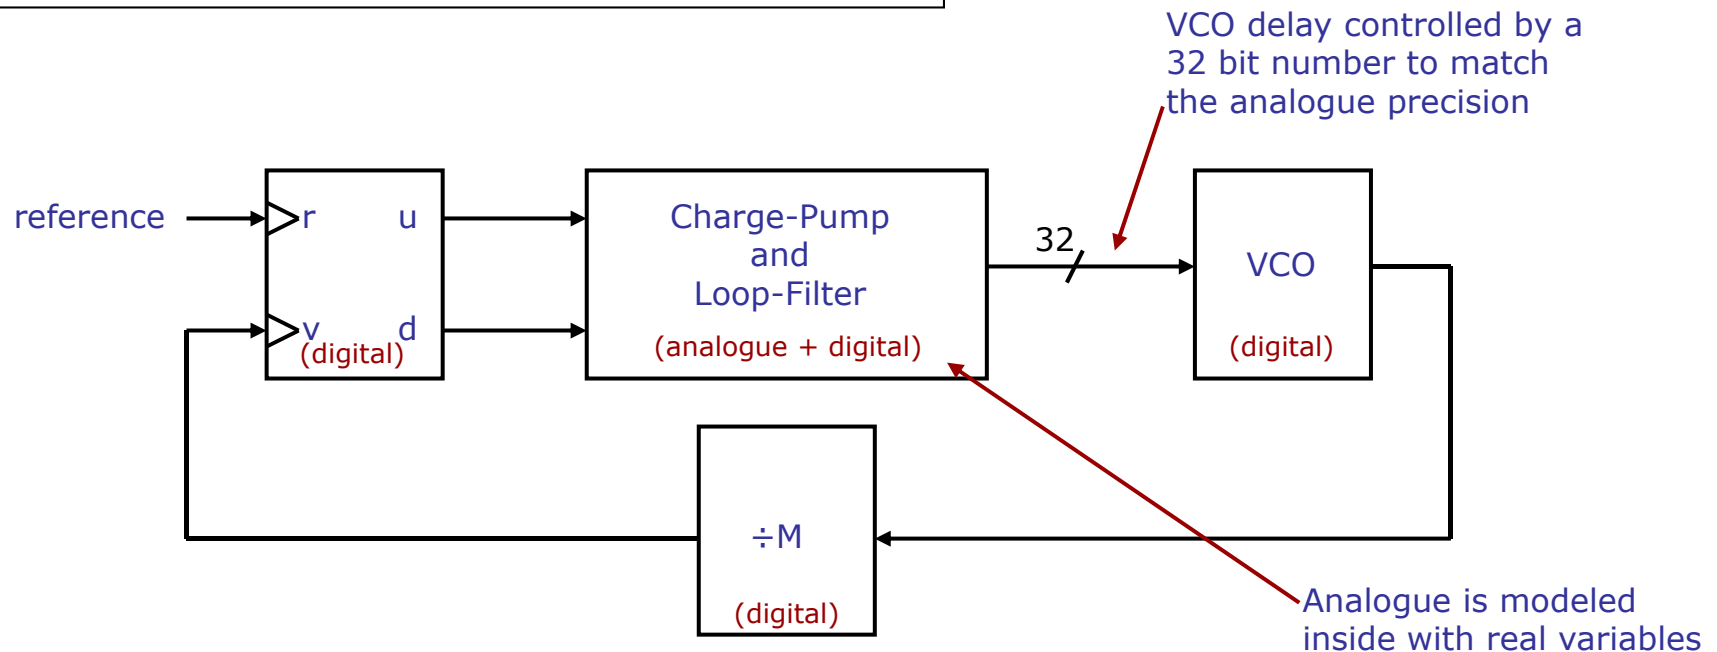 VCO delay controlled by a
32 bit number to match
the analogue precision
reference
r
u
v
d
(digital)
Charge-Pump
and
Loop-Filter
(analogue + digital)
32
VCO
(digital)
÷M
(digital)
Analogue is modeled
inside with real variables